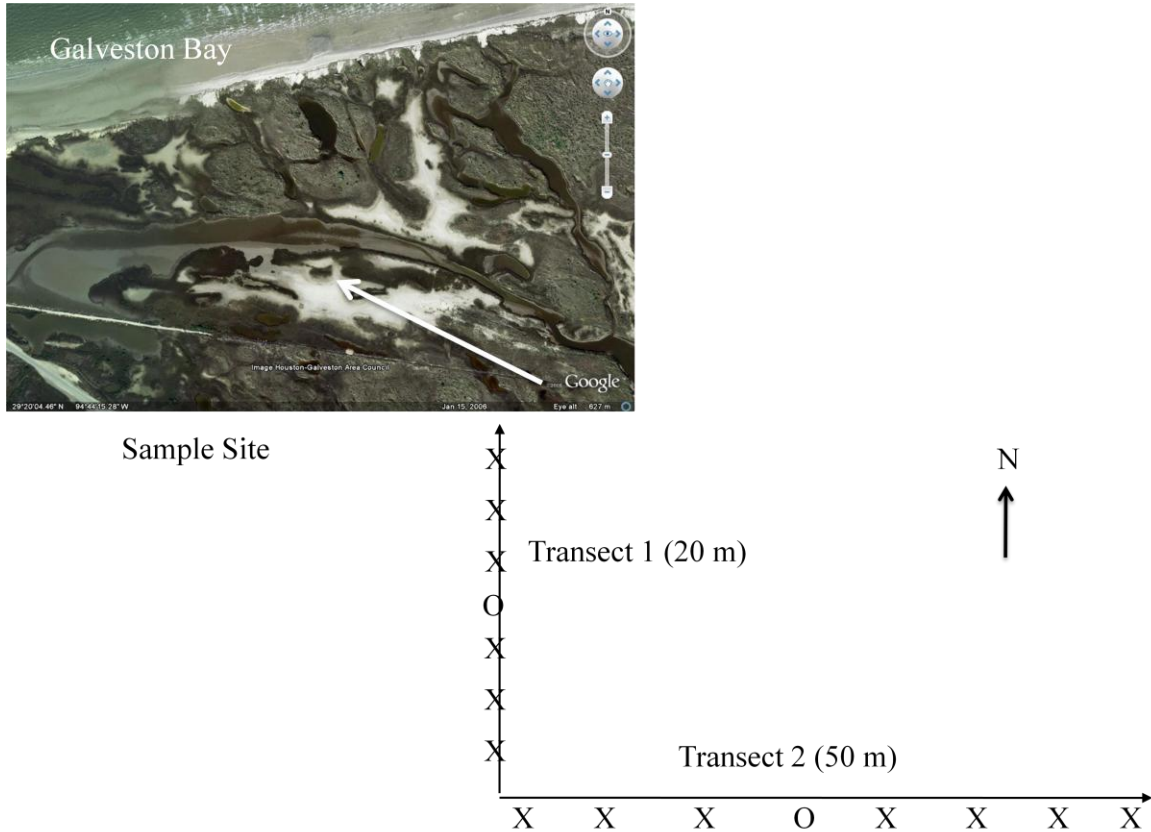 Galveston Bay
N
Image Houston-Galveston Area Council
Google
29°20'04.46" N 94°44'15.28" W Jan 15, 2006 Eye alt 627 m
Sample Site
X
N
X
X
Transect 1 (20 m)
O
X
X
X
Transect 2 (50 m)
X X X O X X X X